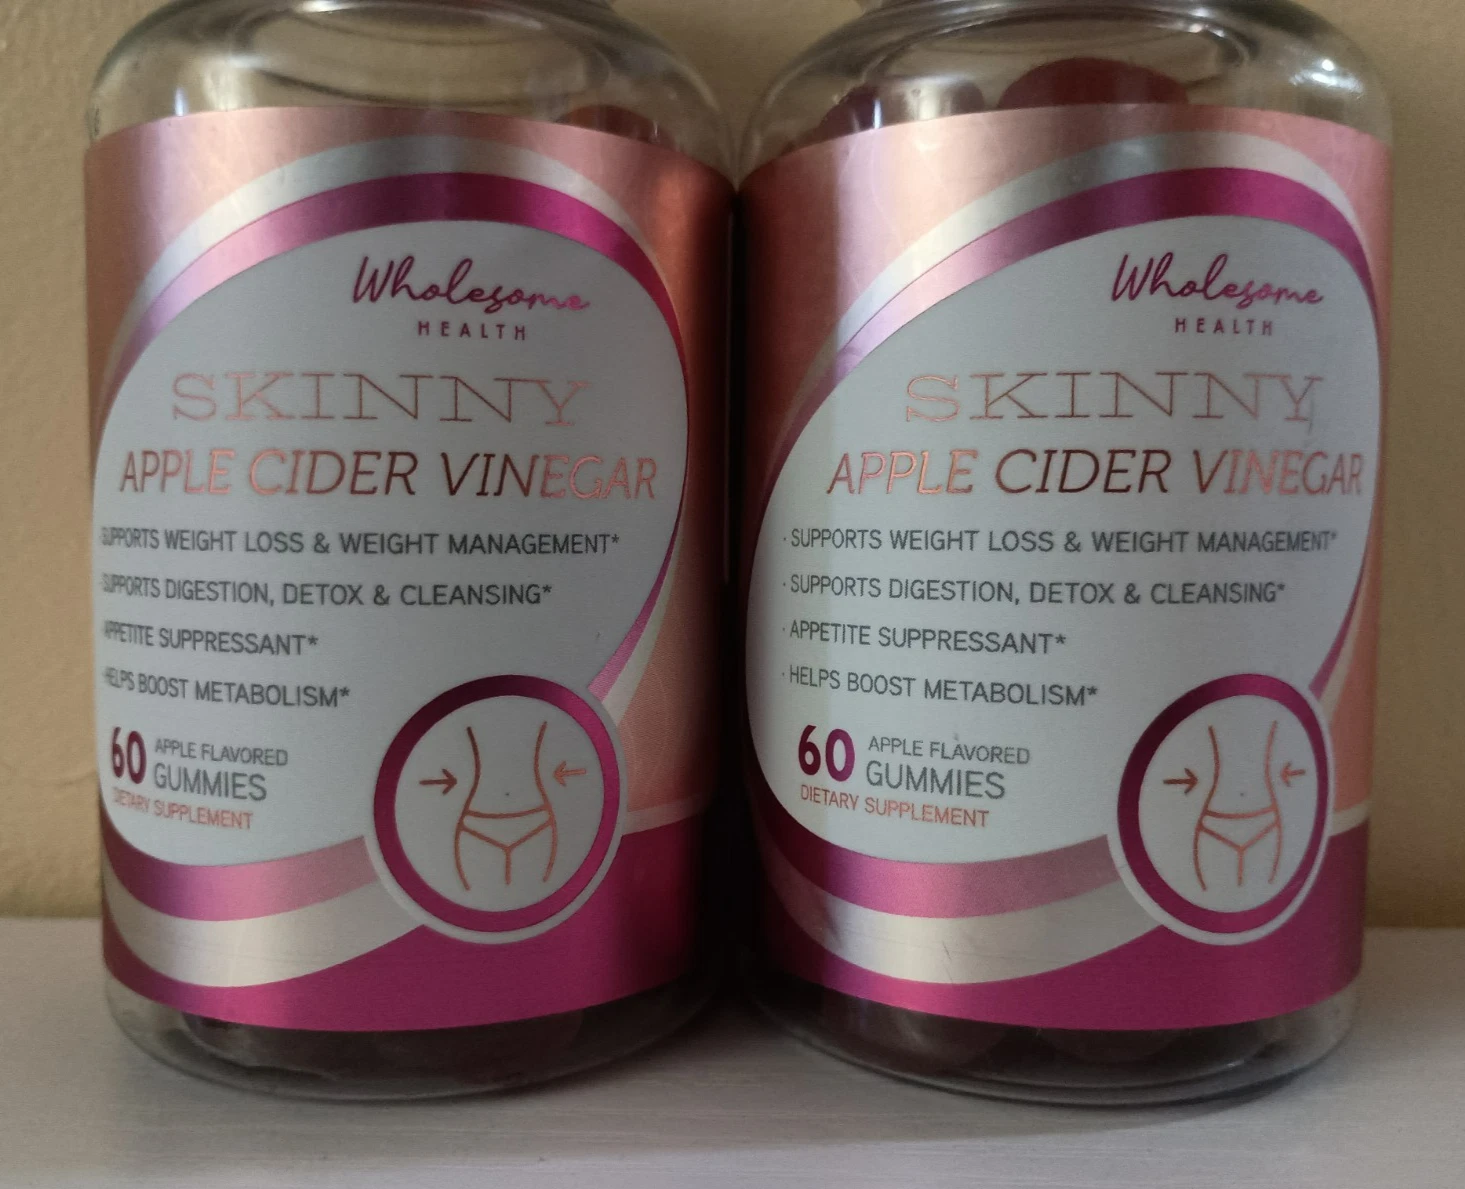 Wholesome
HEALTH
SKINNY
APPLE CIDER VINEGAR
SUPPORTS WEIGHT LOSS & WEIGHT MANAGEMENT*
SUPPORTS DIGESTION, DETOX & CLEANSING*
APPETITE SUPPRESSANT*
HELPS BOOST METABOLISM*
60 APPLE FLAVORED
GUMMIES
DIETARY SUPPLEMENT
Wholesome
HEALTH
SKINNY
APPLE CIDER VINEGAR
· SUPPORTS WEIGHT LOSS & WEIGHT MANAGEMENT*
· SUPPORTS DIGESTION, DETOX & CLEANSING*
· APPETITE SUPPRESSANT*
· HELPS BOOST METABOLISM*
60 APPLE FLAVORED
GUMMIES
DIETARY SUPPLEMENT